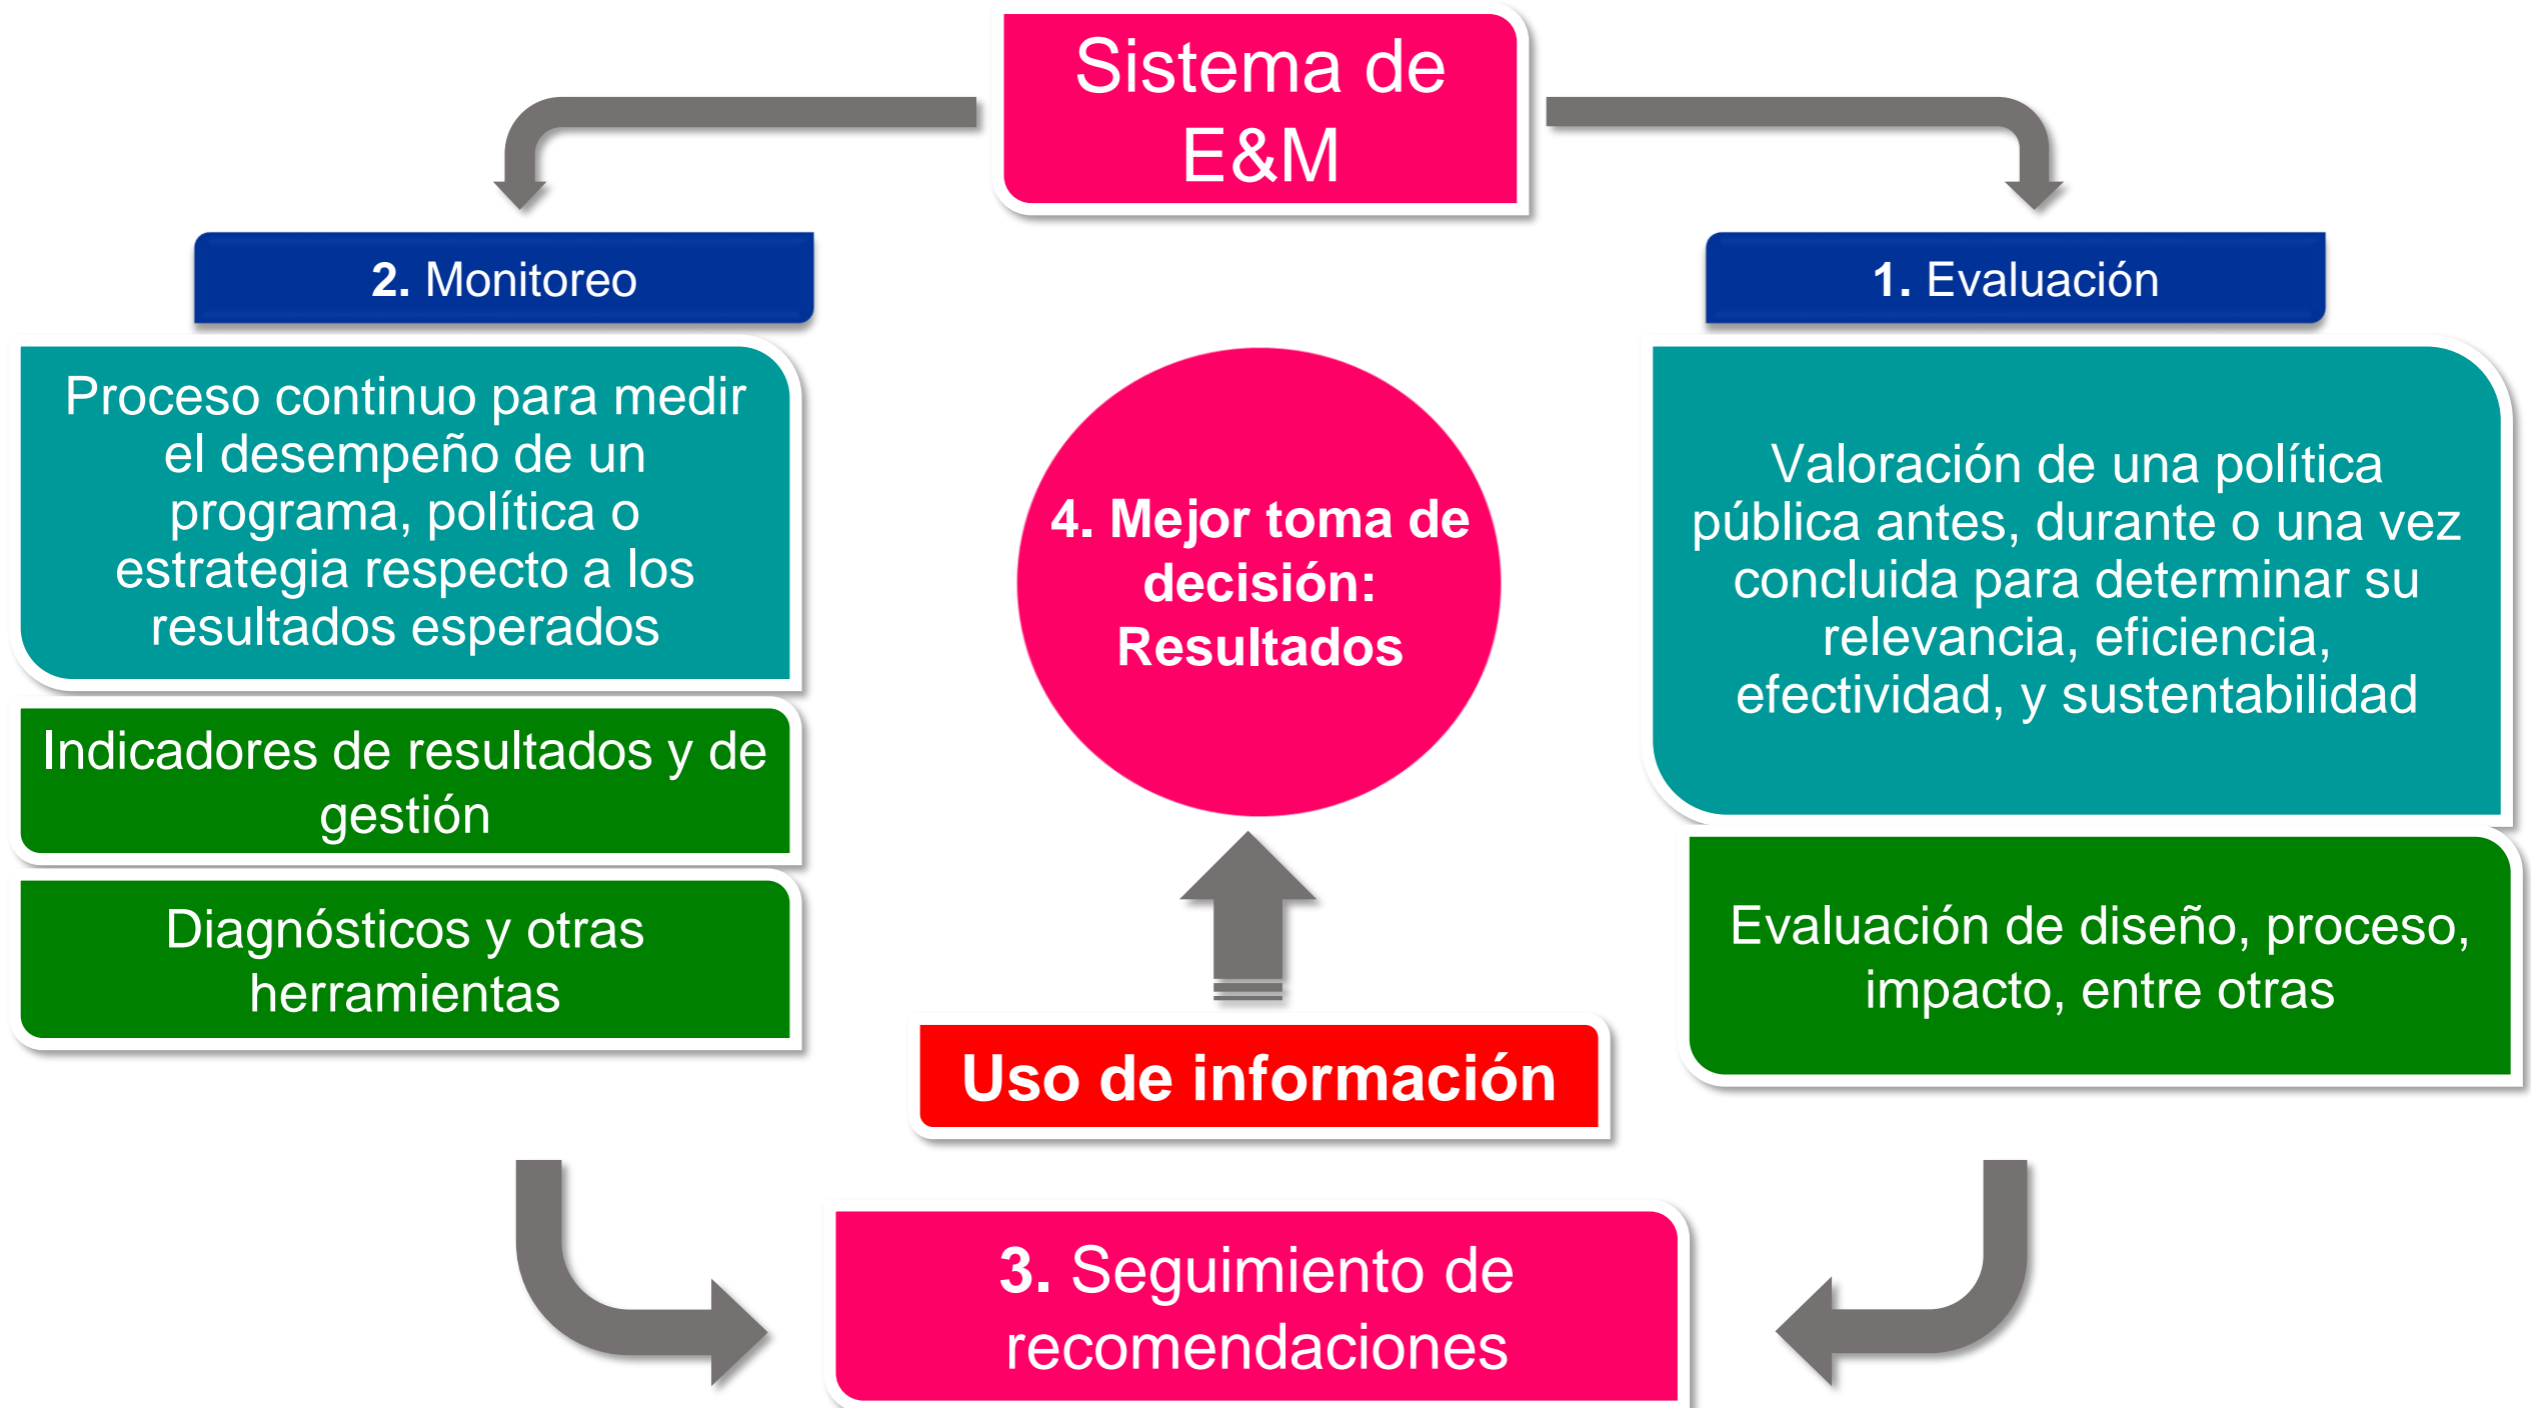 Sistema de
E&M
2. Monitoreo
Proceso continuo para medir
el desempeño de un
programa, política o
estrategia respecto a los
resultados esperados
Indicadores de resultados y de
gestión
Diagnósticos y otras
herramientas
1. Evaluación
Valoración de una política
pública antes, durante o una vez
concluida para determinar su
relevancia, eficiencia,
efectividad, y sustentabilidad
Evaluación de diseño, proceso,
impacto, entre otras
4. Mejor toma de
decisión:
Resultados
Uso de información
3. Seguimiento de
recomendaciones